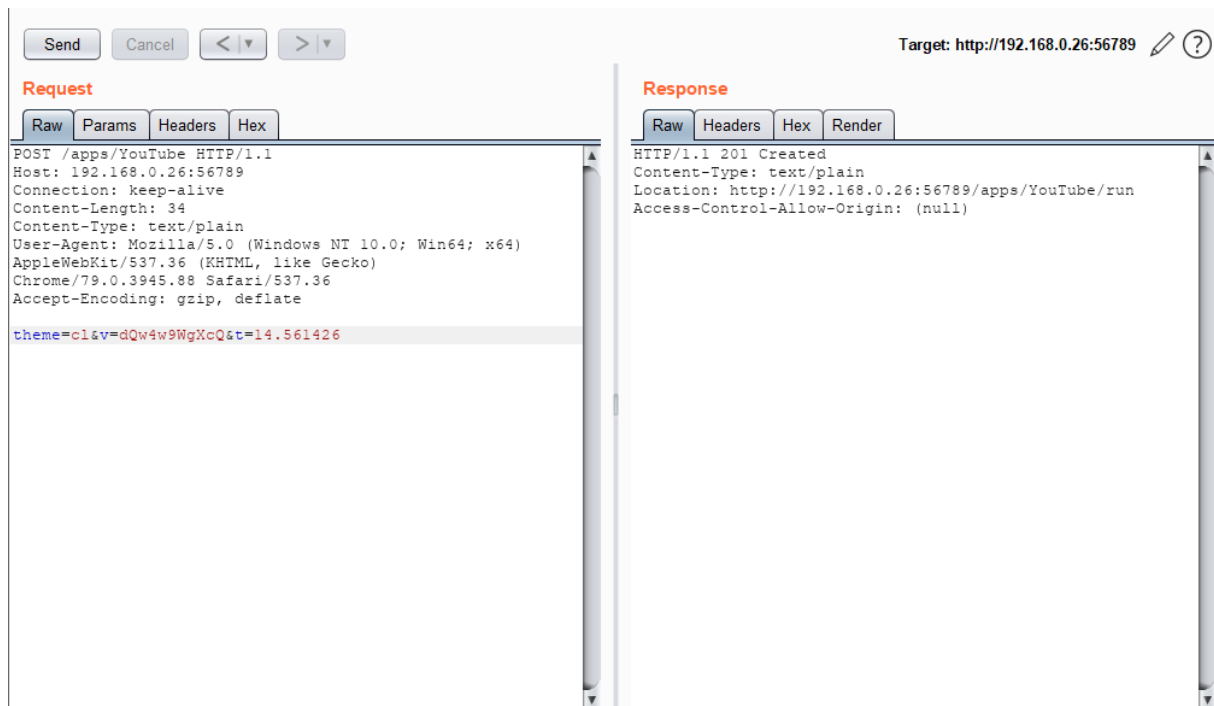 Send
Cancel
<
>
Target: http://192.168.0.26:56789
?
Request
Raw
Params
Headers
Hex
POST /apps/YouTube HTTP/1.1
Host: 192.168.0.26:56789
Connection: keep-alive
Content-Length: 34
Content-Type: text/plain
User-Agent: Mozilla/5.0 (Windows NT 10.0; Win64; x64)
AppleWebKit/537.36 (KHTML, like Gecko)
Chrome/79.0.3945.88 Safari/537.36
Accept-Encoding: gzip, deflate
theme=cl&v=dQw4w9WgXcQ&t=14.561426
Response
Raw
Headers
Hex
Render
HTTP/1.1 201 Created
Content-Type: text/plain
Location: http://192.168.0.26:56789/apps/YouTube/run
Access-Control-Allow-Origin: (null)